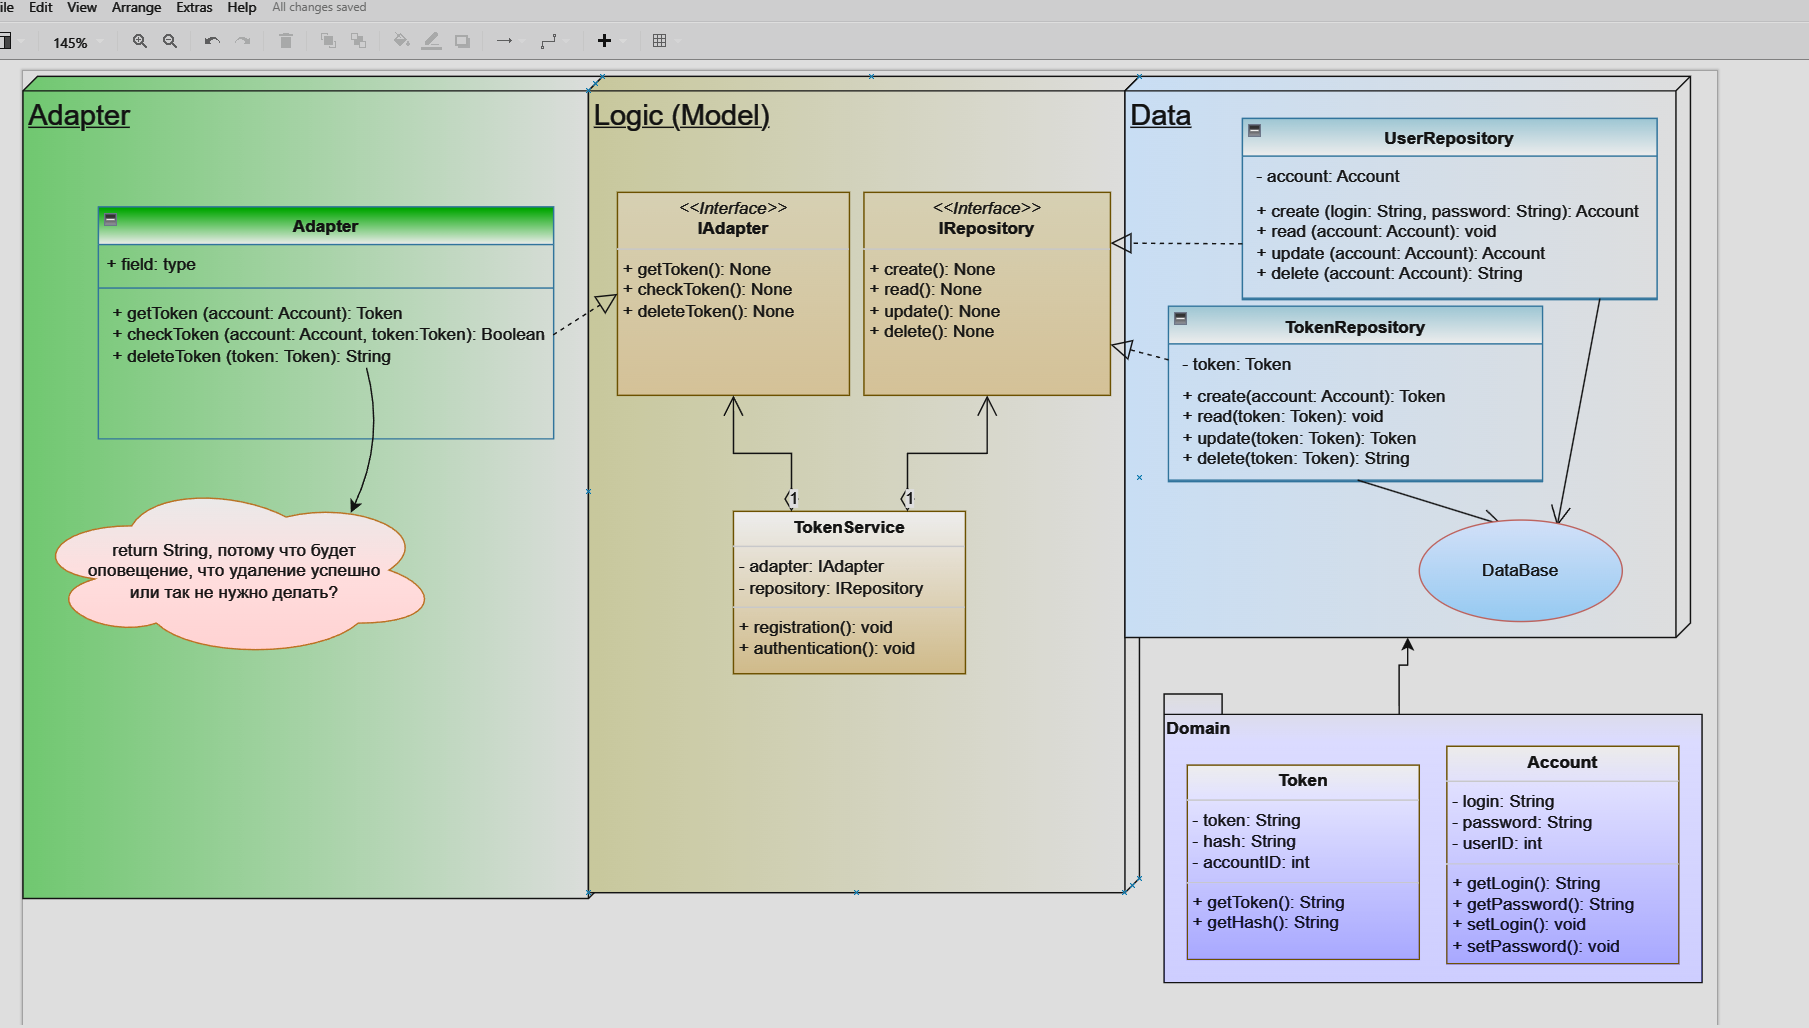 ile Edit View Arrange Extras Help All changes saved
145%
Adapter
Adapter
+ field: type
+ getToken (account: Account): Token
+ checkToken (account: Account, token:Token): Boolean
+ deleteToken (token: Token): String
return String, потому что будет
оповещение, что удаление успешно
или так не нужно делать?
Logic (Model)
<<Interface>>
IAdapter
+ getToken(): None
+ checkToken(): None
+ deleteToken(): None
<<Interface>>
IRepository
+ create(): None
+ read(): None
+ update(): None
+ delete(): None
1
1
TokenService
- adapter: IAdapter
- repository: IRepository
+ registration(): void
+ authentication(): void
Data
UserRepository
- account: Account
+ create (login: String, password: String): Account
+ read (account: Account): void
+ update (account: Account): Account
+ delete (account: Account): String
TokenRepository
- token: Token
+ create(account: Account): Token
+ read(token: Token): void
+ update(token: Token): Token
+ delete(token: Token): String
DataBase
Domain
Token
- token: String
- hash: String
- accountID: int
+ getToken(): String
+ getHash(): String
Account
- login: String
- password: String
- userID: int
+ getLogin(): String
+ getPassword(): String
+ setLogin(): void
+ setPassword(): void